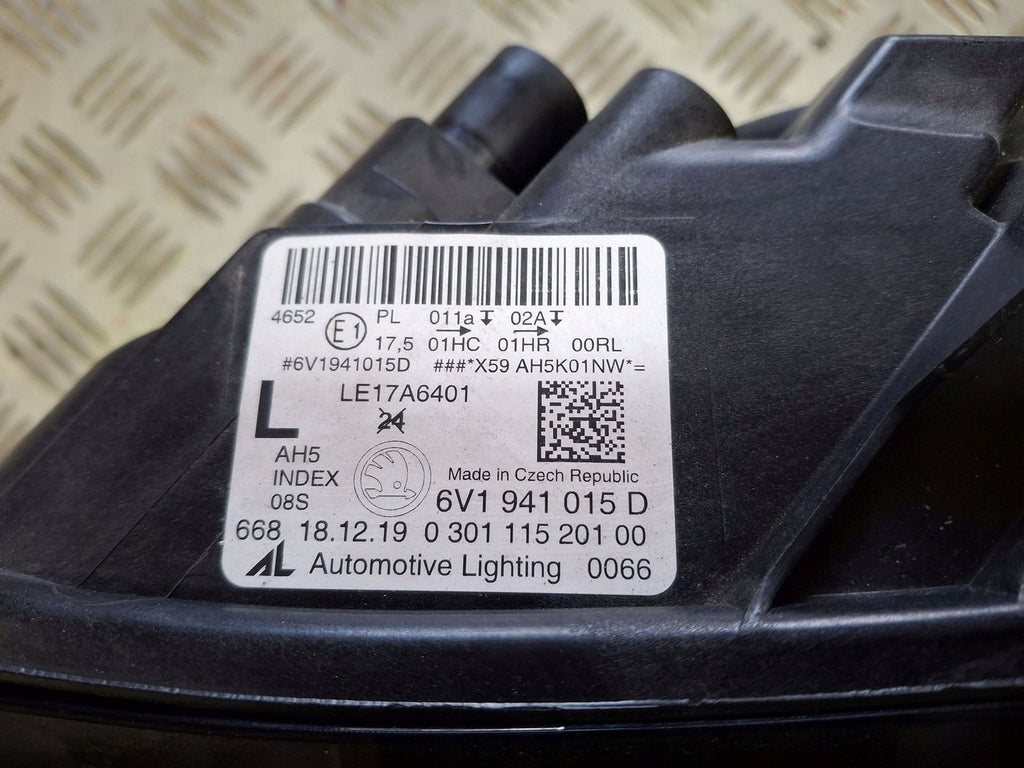 4652 E1 PL 011a 02A
17,5 01HC 01HR 00RL
#6V1941015D ###*X59 AH5K01NW*=
L LE17A6401
24
AH5
INDEX
08S
Made in Czech Republic
6V1 941 015 D
668 18.12.19 0 301 115 201 00
AL Automotive Lighting 0066